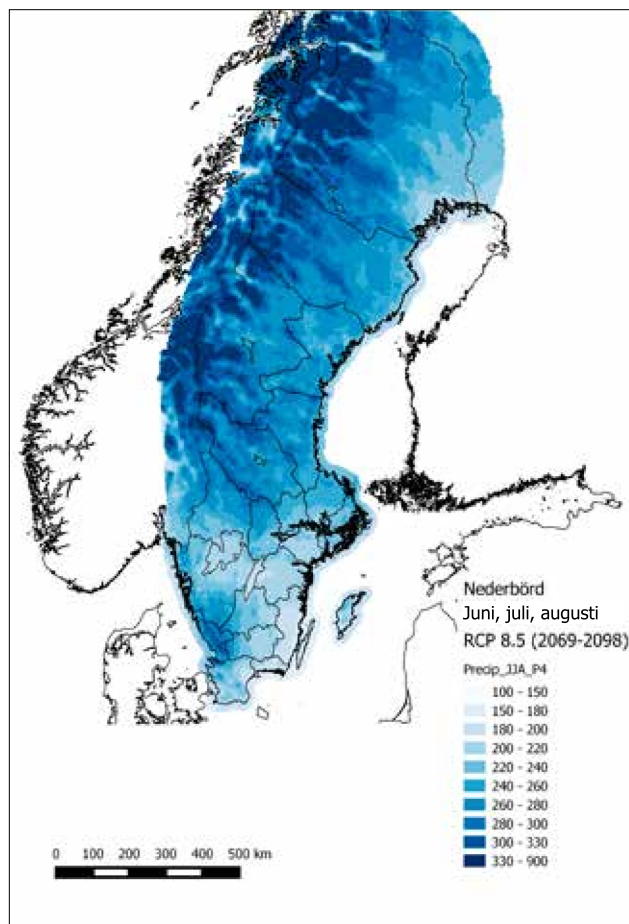 Nederbörd
Juni, juli, augusti
RCP 8.5 (2069-2098)
Precip_JJA_P4
100 - 150
150 - 180
180 - 200
200 - 220
220 - 240
240 - 260
260 - 280
280 - 300
300 - 330
330 - 900
0 100 200 300 400 500 km